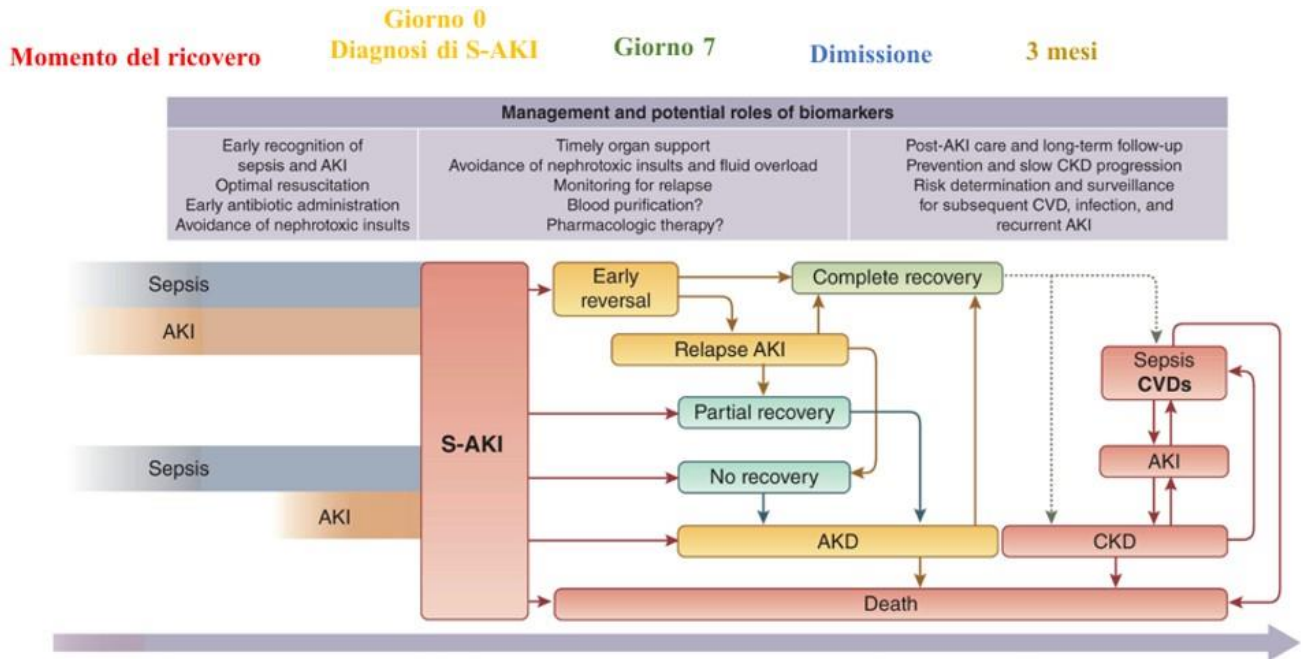 Momento del ricovero
Giorno 0
Diagnosi di S-AKI
Giorno 7
Dimissione
3 mesi
Management and potential roles of biomarkers
Early recognition of
sepsis and AKI
Optimal resuscitation
Early antibiotic administration
Avoidance of nephrotoxic insults
Timely organ support
Avoidance of nephrotoxic insults and fluid overload
Monitoring for relapse
Blood purification?
Pharmacologic therapy?
Post-AKI care and long-term follow-up
Prevention and slow CKD progression
Risk determination and surveillance
for subsequent CVD, infection, and
recurrent AKI
Sepsis
AKI
Sepsis
AKI
S-AKI
Early
reversal
Complete recovery
Relapse AKI
Partial recovery
No recovery
AKD
Sepsis
CVDs
AKI
CKD
Death